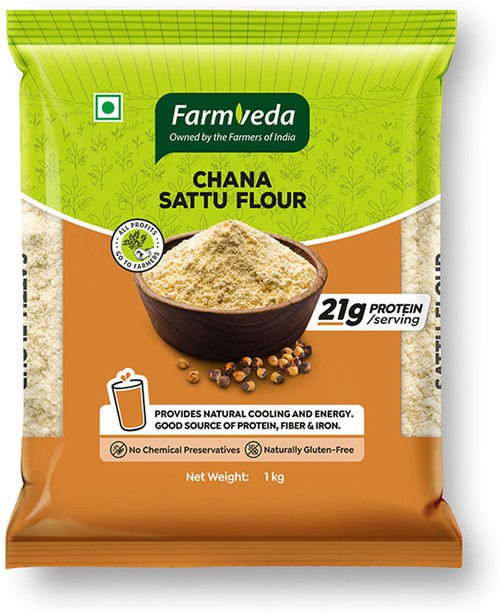 Farmveda
Owned by the Farmers of India
CHANA
SATTU FLOUR
ALL PROFITS
GO TO FARMERS
21g PROTEIN
/serving
PROVIDES NATURAL COOLING AND ENERGY.
GOOD SOURCE OF PROTEIN, FIBER & IRON.
No Chemical Preservatives
Naturally Gluten-Free
Net Weight: 1 kg
SATTU FLOUR